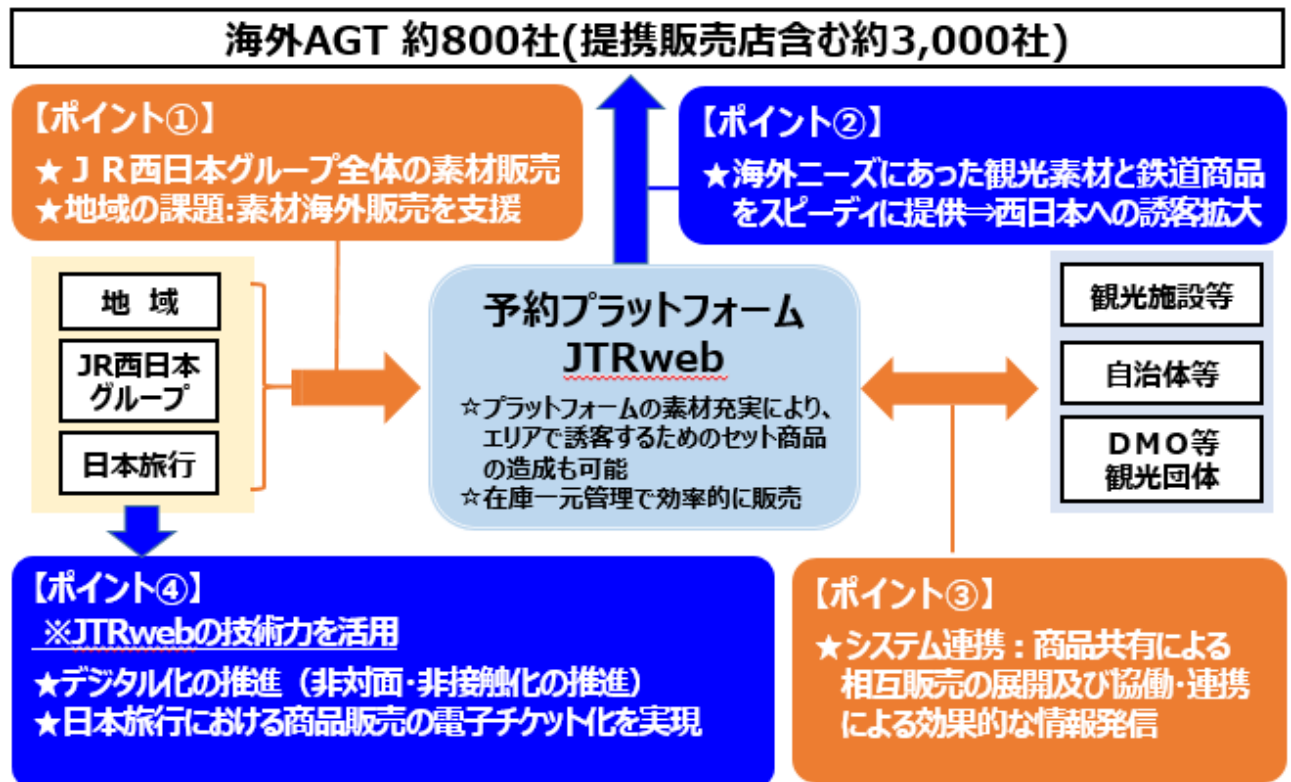 海外AGT 約800社(提携販売店含む約3,000社)
【ポイント①】
★ＪＲ西日本グループ全体の素材販売
★地域の課題:素材海外販売を支援
【ポイント②】
★海外ニーズにあった観光素材と鉄道商品
をスピーディに提供⇒西日本への誘客拡大
地 域
JR西日本
グループ
日本旅行
予約プラットフォーム
JTRweb
☆プラットフォームの素材充実により、
エリアで誘客するためのセット商品
の造成も可能
☆在庫一元管理で効率的に販売
観光施設等
自治体等
ＤＭＯ等
観光団体
【ポイント④】
※JTRwebの技術力を活用
★デジタル化の推進（非対面･非接触化の推進）
★日本旅行における商品販売の電子チケット化を実現
【ポイント③】
★システム連携：商品共有による
相互販売の展開及び協働･連携
による効果的な情報発信